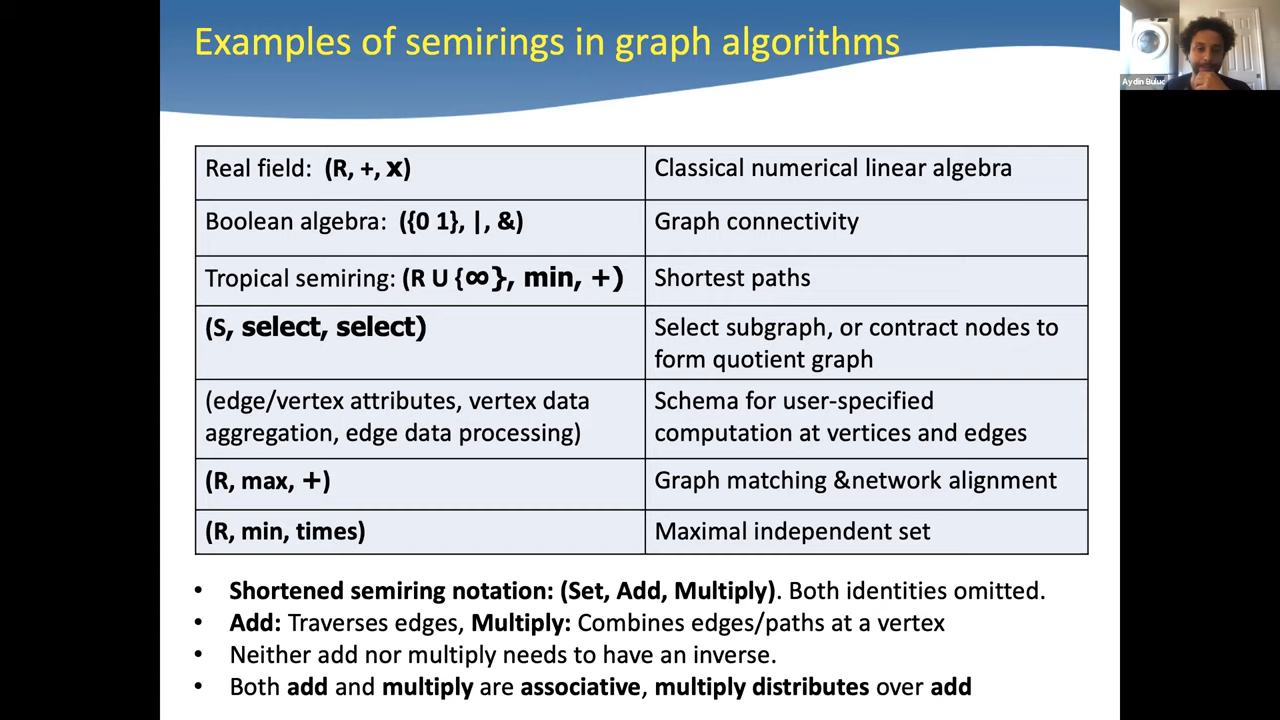 Examples of semirings in graph algorithms
Aydin Buluc
Real field: (R, +, x)
Classical numerical linear algebra
Boolean algebra: ({0 1}, |, &)
Graph connectivity
Tropical semiring: (R U {∞}, min, +)
Shortest paths
(S, select, select)
Select subgraph, or contract nodes to
form quotient graph
(edge/vertex attributes, vertex data
aggregation, edge data processing)
Schema for user-specified
computation at vertices and edges
(R, max, +)
Graph matching &network alignment
(R, min, times)
Maximal independent set
• Shortened semiring notation: (Set, Add, Multiply). Both identities omitted.
• Add: Traverses edges, Multiply: Combines edges/paths at a vertex
• Neither add nor multiply needs to have an inverse.
• Both add and multiply are associative, multiply distributes over add